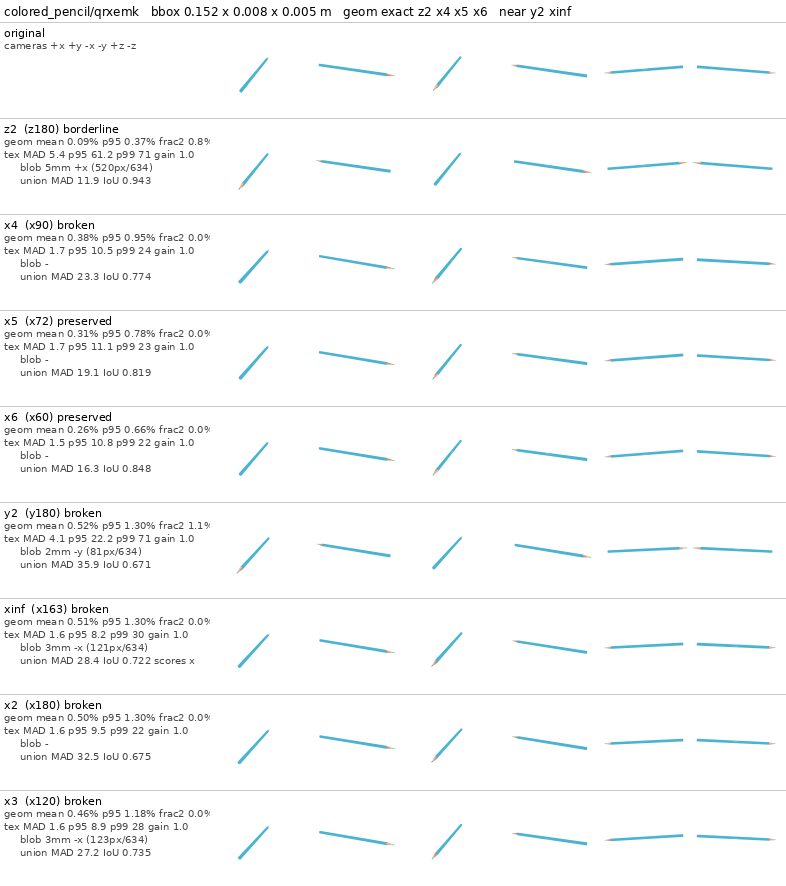 colored_pencil/qrxemk bbox 0.152 x 0.008 x 0.005 m geom exact z2 x4 x5 x6 near y2 xinf
original
cameras +x +y -x -y +z -z
z2 (z180) borderline
geom mean 0.09% p95 0.37% frac2 0.8%
tex MAD 5.4 p95 61.2 p99 71 gain 1.0
blob 5mm +x (520px/634)
union MAD 11.9 IoU 0.943
x4 (x90) broken
geom mean 0.38% p95 0.95% frac2 0.0%
tex MAD 1.7 p95 10.5 p99 24 gain 1.0
blob -
union MAD 23.3 IoU 0.774
x5 (x72) preserved
geom mean 0.31% p95 0.78% frac2 0.0%
tex MAD 1.7 p95 11.1 p99 23 gain 1.0
blob -
union MAD 19.1 IoU 0.819
x6 (x60) preserved
geom mean 0.26% p95 0.66% frac2 0.0%
tex MAD 1.5 p95 10.8 p99 22 gain 1.0
blob -
union MAD 16.3 IoU 0.848
y2 (y180) broken
geom mean 0.52% p95 1.30% frac2 1.1%
tex MAD 4.1 p95 22.2 p99 71 gain 1.0
blob 2mm -y (81px/634)
union MAD 35.9 IoU 0.671
xinf (x163) broken
geom mean 0.51% p95 1.30% frac2 0.0%
tex MAD 1.6 p95 8.2 p99 30 gain 1.0
blob 3mm -x (121px/634)
union MAD 28.4 IoU 0.722 scores x
x2 (x180) broken
geom mean 0.50% p95 1.30% frac2 0.0%
tex MAD 1.6 p95 9.5 p99 22 gain 1.0
blob -
union MAD 32.5 IoU 0.675
x3 (x120) broken
geom mean 0.46% p95 1.18% frac2 0.0%
tex MAD 1.6 p95 8.9 p99 28 gain 1.0
blob 3mm -x (123px/634)
union MAD 27.2 IoU 0.735